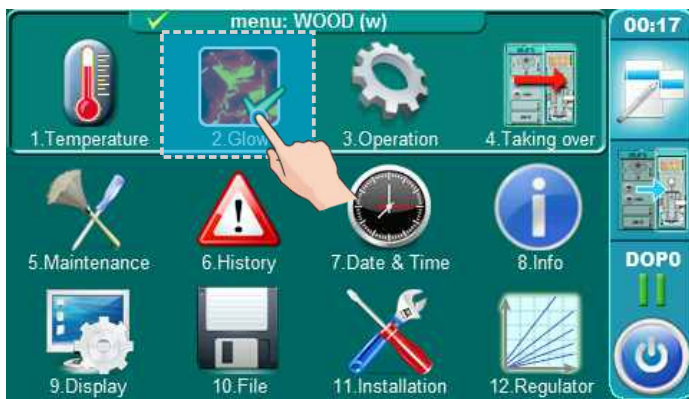 menu: WOOD (w)
00:17
1.Temperature
2.Glow
3.Operation
4.Taking over
5.Maintenance
6.History
7.Date & Time
8.Info
DOP0
9.Display
10.File
11.Installation
12.Regulator